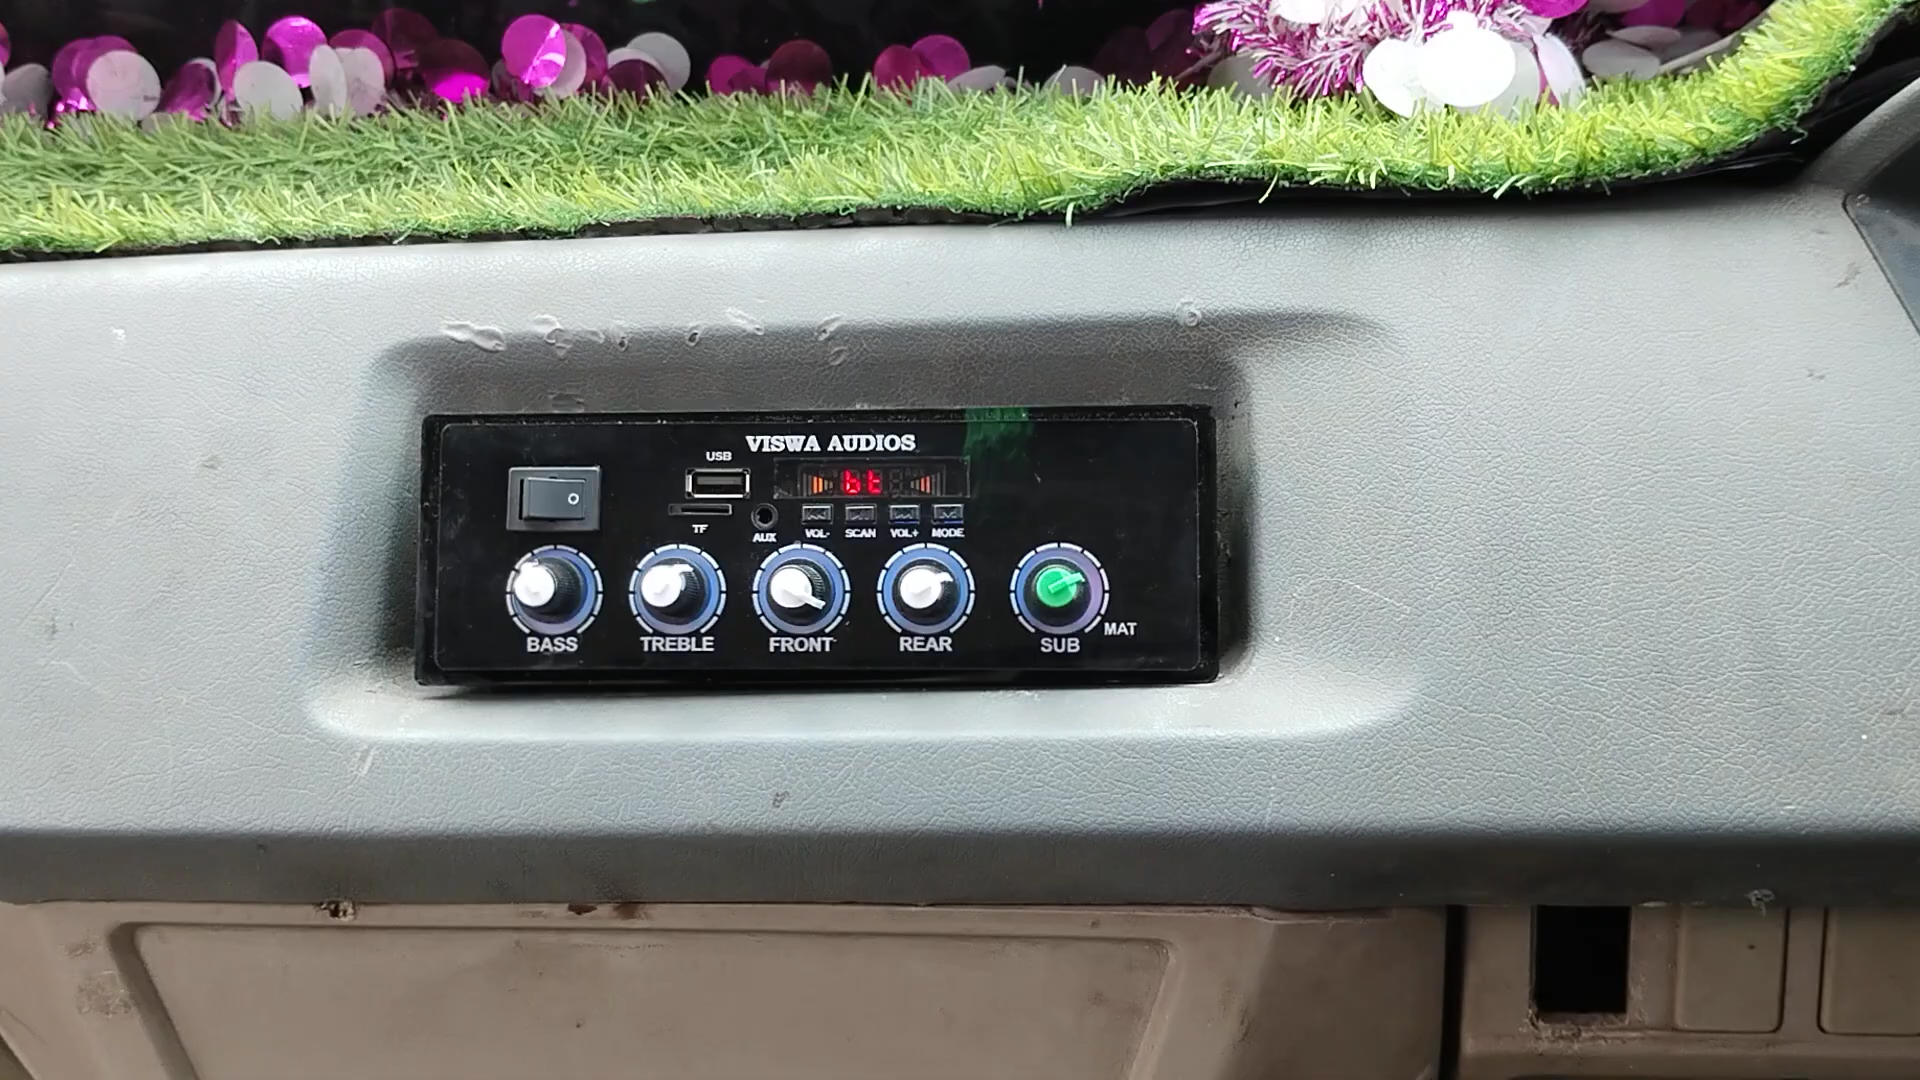 VISWA AUDIOS
USB
bt
TF
AUX
VOL-
SCAN
VOL+
MODE
BASS
TREBLE
FRONT
REAR
SUB
MAT